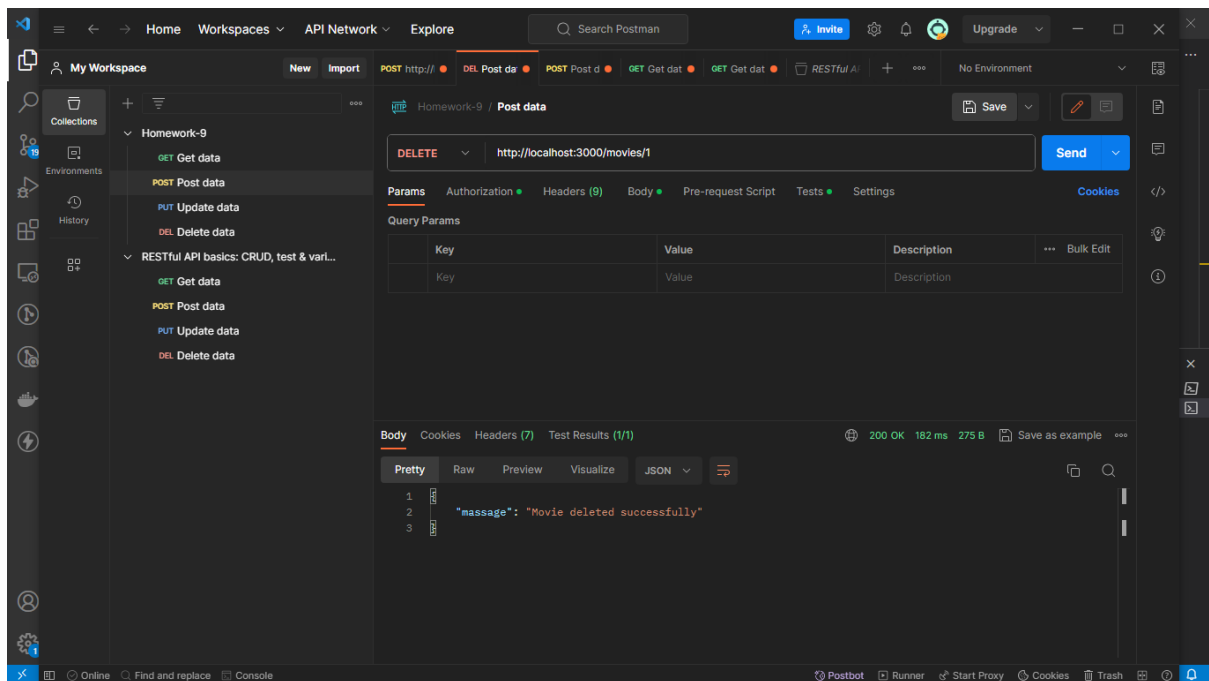 Home Workspaces API Network Explore Search Postman Invite Upgrade
My Workspace New Import POST http:// DEL Post da POST Post d GET Get dat GET Get dat RESTful A No Environment
Collections
Environments
History
19
1
Homework-9
GET Get data
POST Post data
PUT Update data
DEL Delete data
RESTful API basics: CRUD, test & vari...
GET Get data
POST Post data
PUT Update data
DEL Delete data
HTTP Homework-9 / Post data Save
DELETE http://localhost:3000/movies/1 Send
Params Authorization Headers (9) Body Pre-request Script Tests Settings Cookies
Query Params
Key Value Description Bulk Edit
Key Value Description
Body Cookies Headers (7) Test Results (1/1) 200 OK 182 ms 275 B Save as example
Pretty Raw Preview Visualize JSON
1 {
2 "massage": "Movie deleted successfully"
3 }
Online Find and replace Console Postbot Runner Start Proxy Cookies Trash